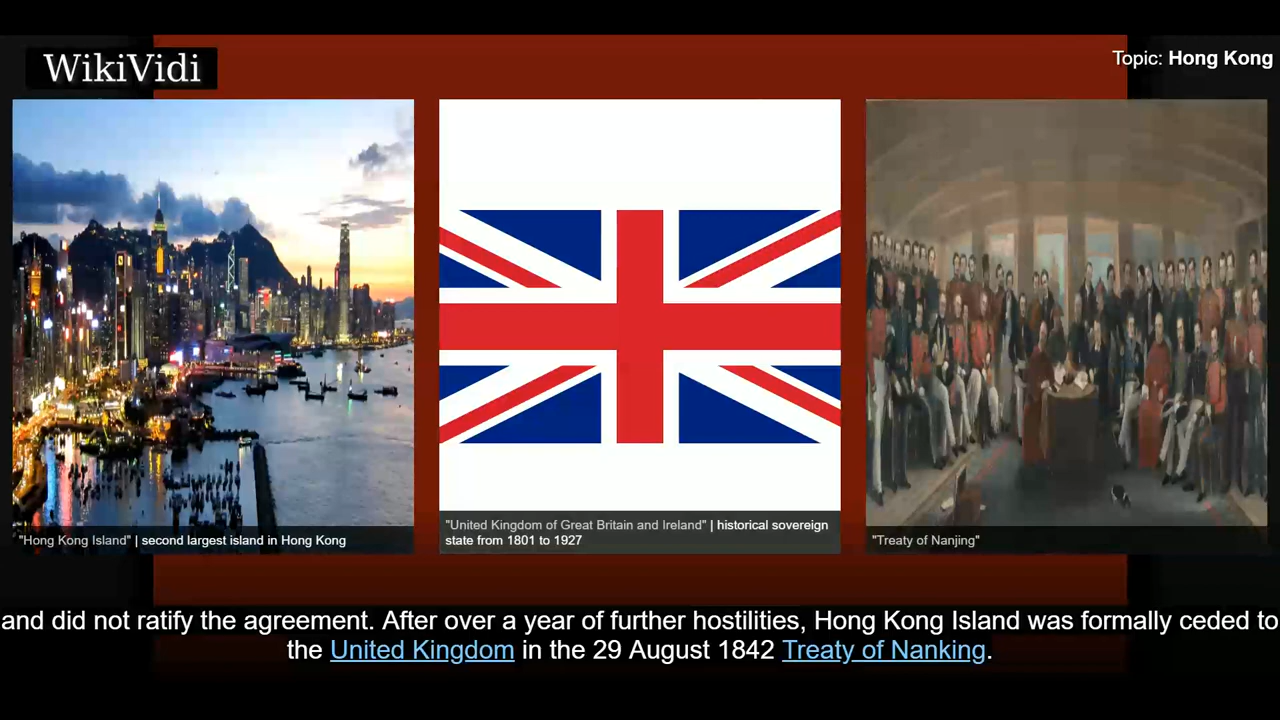 WikiVidi
Topic: Hong Kong
"Hong Kong Island" | second largest island in Hong Kong
"United Kingdom of Great Britain and Ireland" | historical sovereign
state from 1801 to 1927
"Treaty of Nanjing"
and did not ratify the agreement. After over a year of further hostilities, Hong Kong Island was formally ceded to
the United Kingdom in the 29 August 1842 Treaty of Nanking.